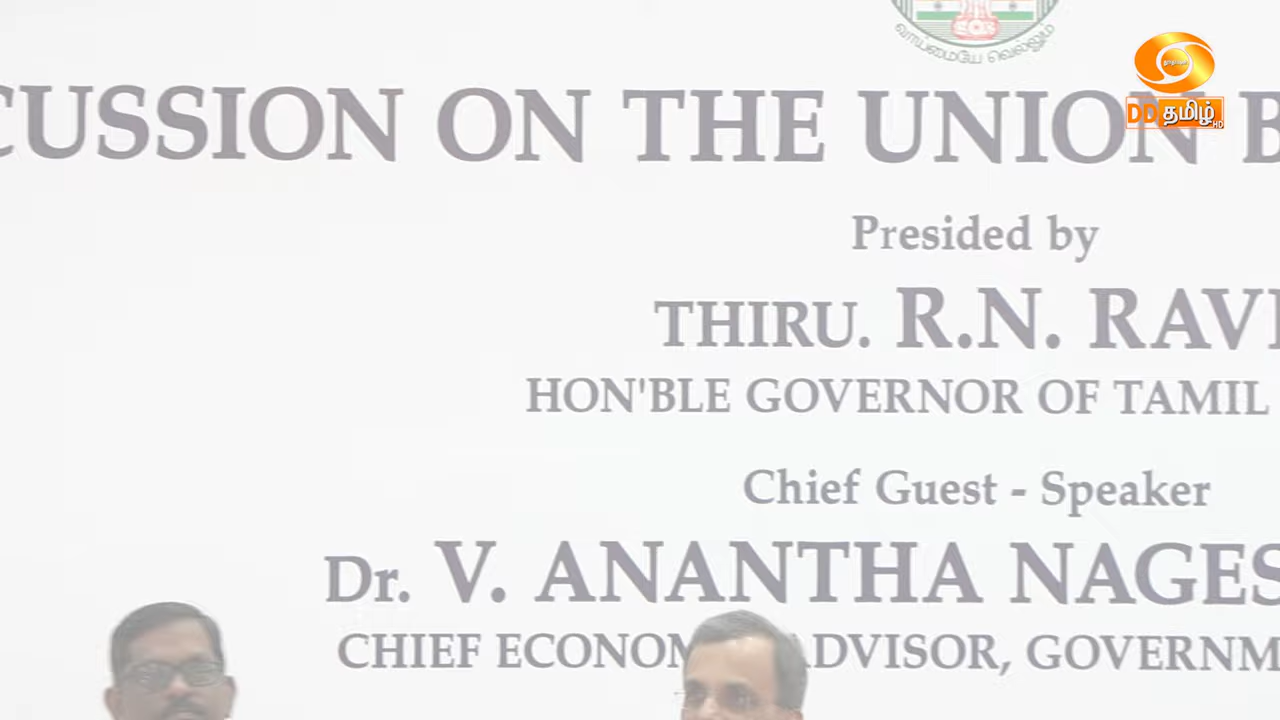 வாய்மையே வெல்லும்
DD தமிழ் HD
CUSSION ON THE UNION B
Presided by
THIRU. R.N. RAVI
HON'BLE GOVERNOR OF TAMIL
Chief Guest - Speaker
Dr. V. ANANTHA NAGES
CHIEF ECONOM ADVISOR, GOVERNM